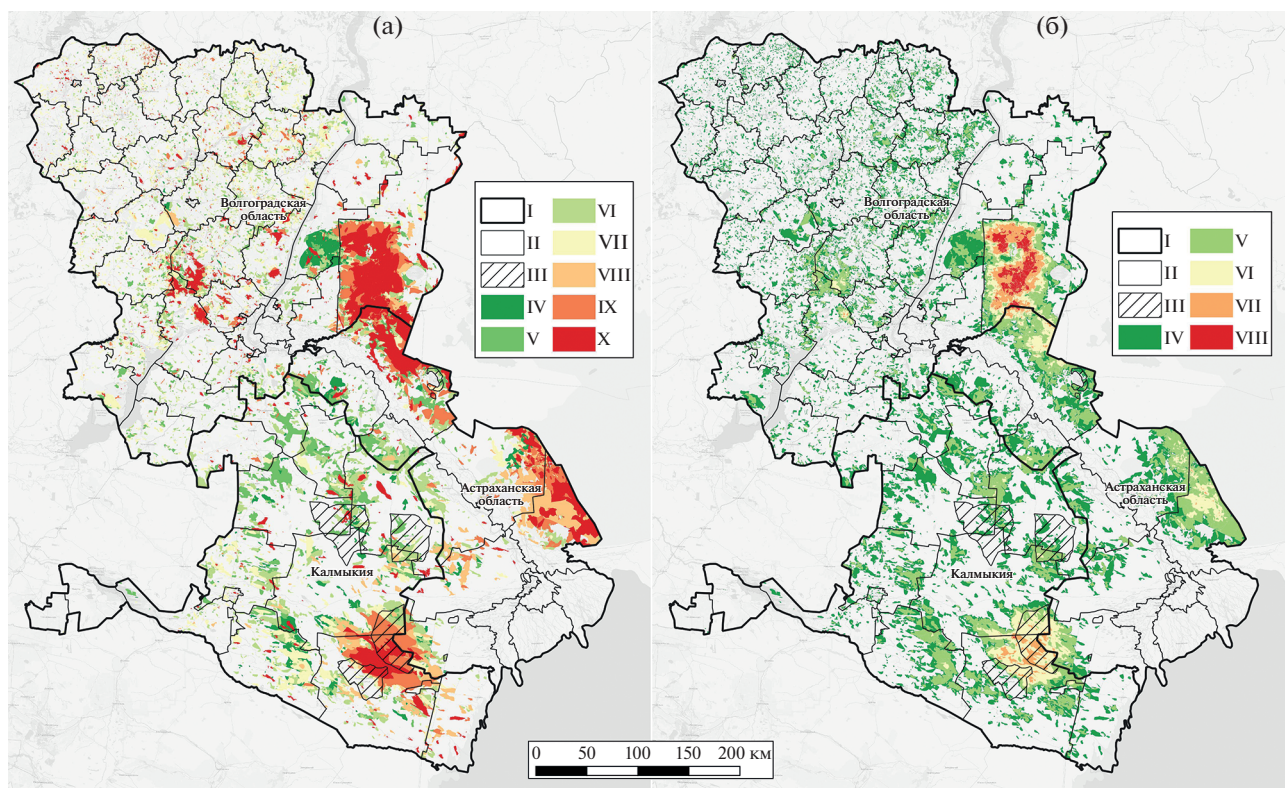 (а)
(б)
Волгоградская
область
I VI
II VII
III VIII
IV IX
V X
Астраханская
область
Калмыкия
Волгоградская
область
I V
II VI
III VII
IV VIII
Астраханская
область
Калмыкия
0 50 100 150 200 км